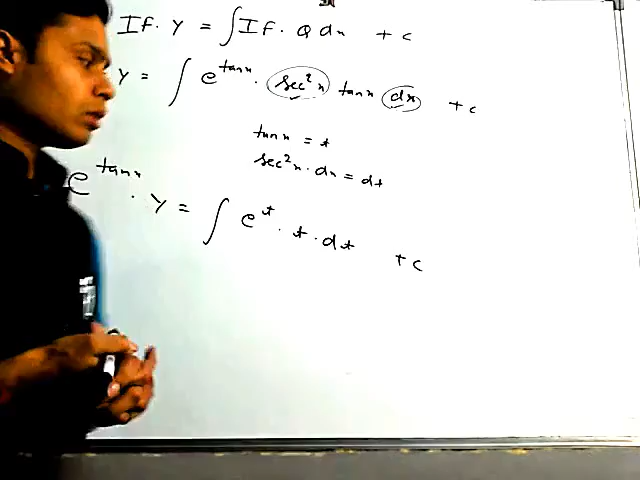 If. y = ∫ If. Q dx + c
y = ∫ e^tanx . sec²x tanx dx + c
tanx = t
sec²x . dx = dt
e^tanx . y = ∫ e^t . t . dt + c